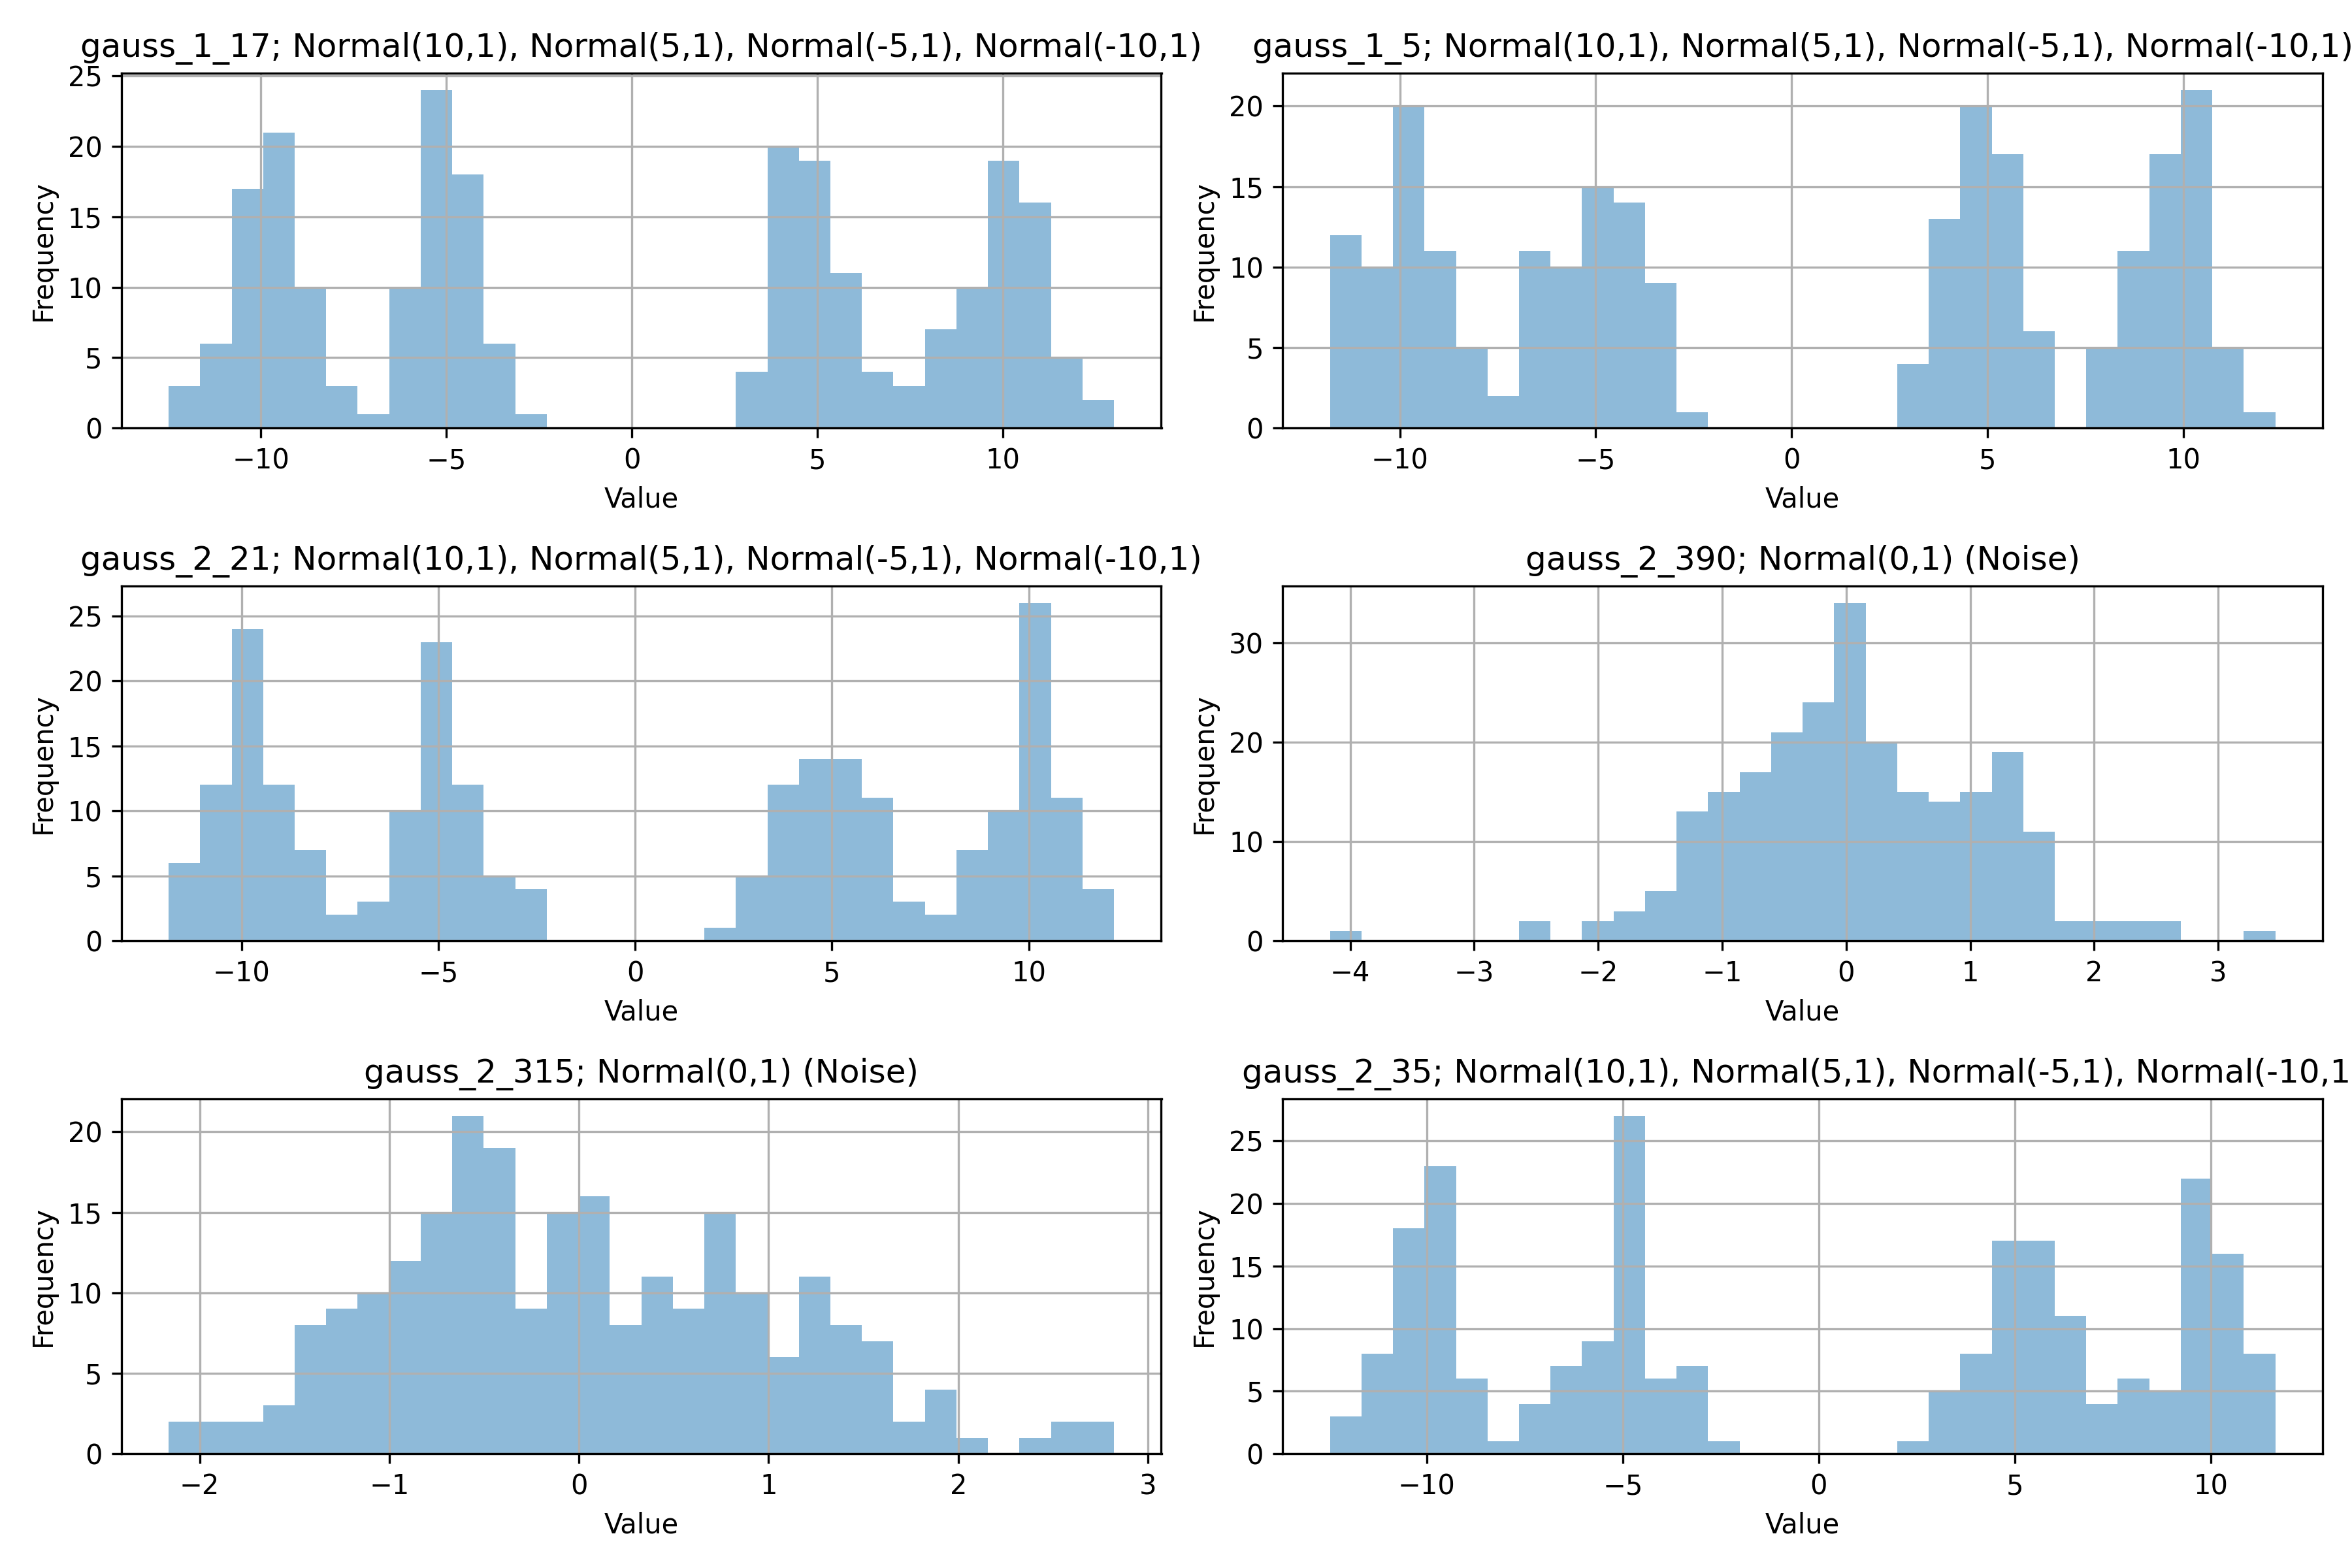 gauss_1_17; Normal(10,1), Normal(5,1), Normal(-5,1), Normal(-10,1)
25
20
15
10
5
0
Frequency
−10 −5 0 5 10
Value
gauss_1_5; Normal(10,1), Normal(5,1), Normal(-5,1), Normal(-10,1)
20
15
10
5
0
Frequency
−10 −5 0 5 10
Value
gauss_2_21; Normal(10,1), Normal(5,1), Normal(-5,1), Normal(-10,1)
25
20
15
10
5
0
Frequency
−10 −5 0 5 10
Value
gauss_2_390; Normal(0,1) (Noise)
30
20
10
0
Frequency
−4 −3 −2 −1 0 1 2 3
Value
gauss_2_315; Normal(0,1) (Noise)
20
15
10
5
0
Frequency
−2 −1 0 1 2 3
Value
gauss_2_35; Normal(10,1), Normal(5,1), Normal(-5,1), Normal(-10,1
25
20
15
10
5
0
Frequency
−10 −5 0 5 10
Value